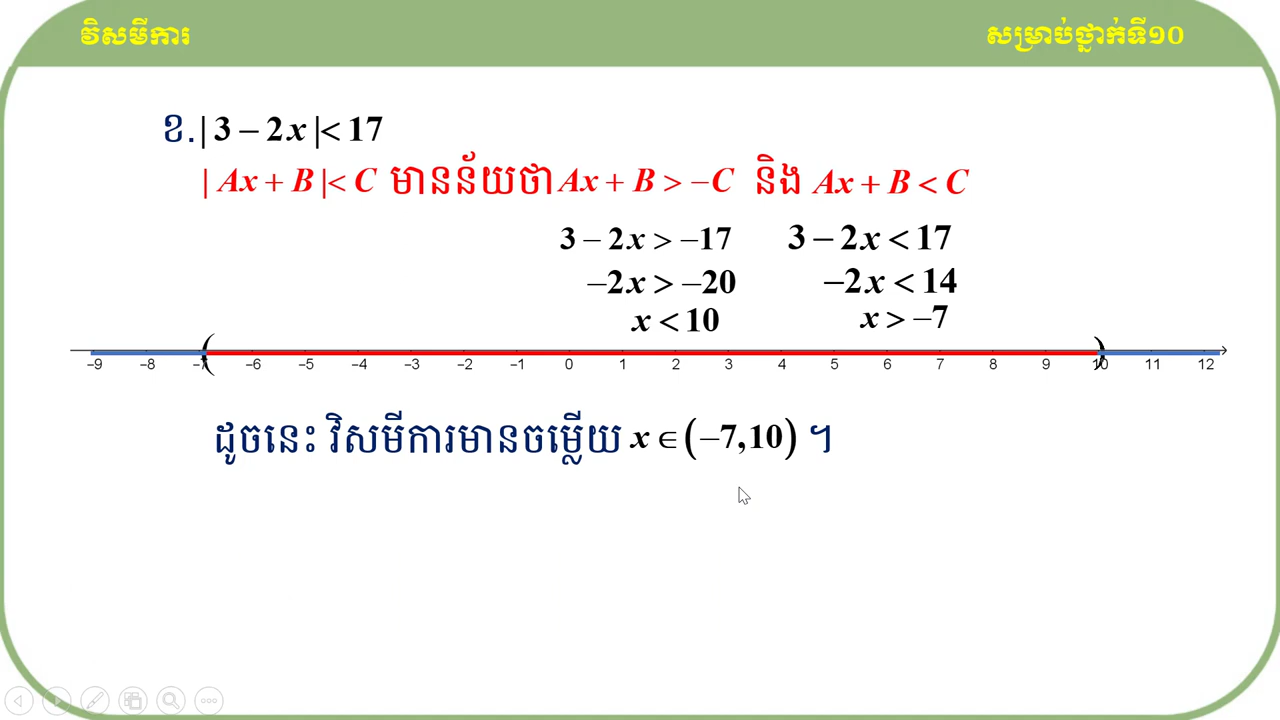 វិសមីការ
សម្រាប់ថ្នាក់ទី១០
ខ. | 3 – 2x |< 17
| Ax + B |< C មានន័យថា Ax + B > –C និង Ax + B < C
3 – 2x > –17 3 – 2x < 17
–2x > –20 –2x < 14
x < 10 x > –7
–9 –8 –7 –6 –5 –4 –3 –2 –1 0 1 2 3 4 5 6 7 8 9 10 11 12
ដូចនេះ វិសមីការមានចម្លើយ x ∈ (–7,10) ។